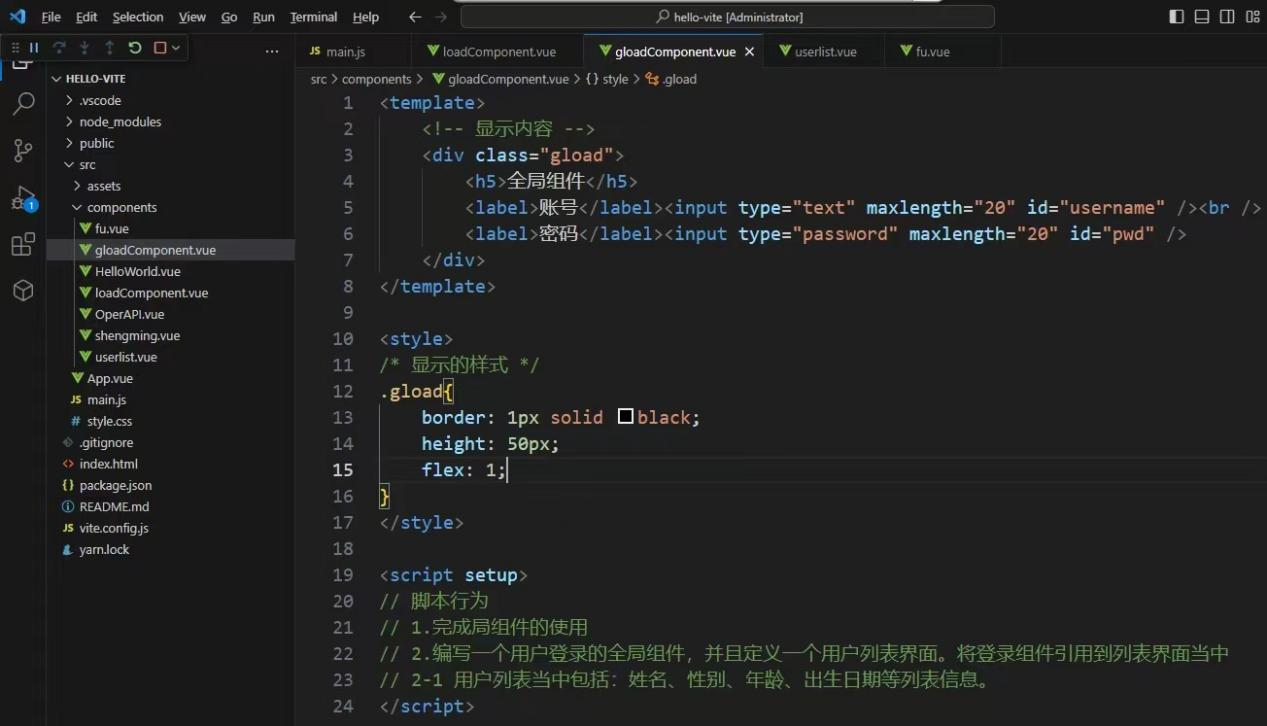 File Edit Selection View Go Run Terminal Help hello-vite [Administrator]
main.js loadComponent.vue gloadComponent.vue userlist.vue fu.vue
src > components > gloadComponent.vue > {} style > .gload
HELLO-VITE
.vscode
node_modules
public
src
assets
components
fu.vue
gloadComponent.vue
HelloWorld.vue
loadComponent.vue
OperAPI.vue
shengming.vue
userlist.vue
App.vue
JS main.js
# style.css
.gitignore
<> index.html
{} package.json
README.md
JS vite.config.js
yarn.lock
1
1 <template>
2 <!-- 显示内容 -->
3 <div class="gload">
4 <h5>全局组件</h5>
5 <label>账号</label><input type="text" maxlength="20" id="username" /><br />
6 <label>密码</label><input type="password" maxlength="20" id="pwd" />
7 </div>
8 </template>
9
10 <style>
11 /* 显示的样式 */
12 .gload{
13 border: 1px solid black;
14 height: 50px;
15 flex: 1;
16 }
17 </style>
18
19 <script setup>
20 // 脚本行为
21 // 1.完成局组件的使用
22 // 2.编写一个用户登录的全局组件，并且定义一个用户列表界面。将登录组件引用到列表界面当中
23 // 2-1 用户列表当中包括：姓名、性别、年龄、出生日期等列表信息。
24 </script>